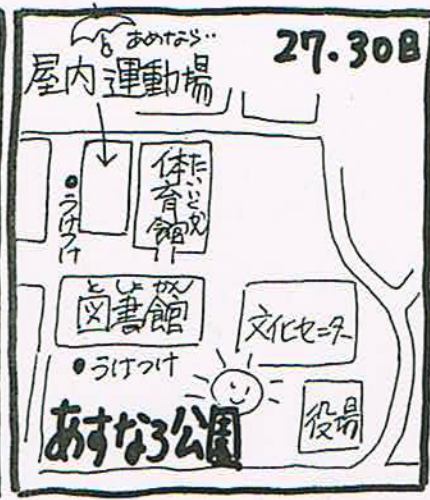 あめなら‥
27.30日
屋内運動場
●うけつけ
体育館
たいいくかん
としょかん
図書館
文化センター
●うけつけ
あすなろ公園
役場